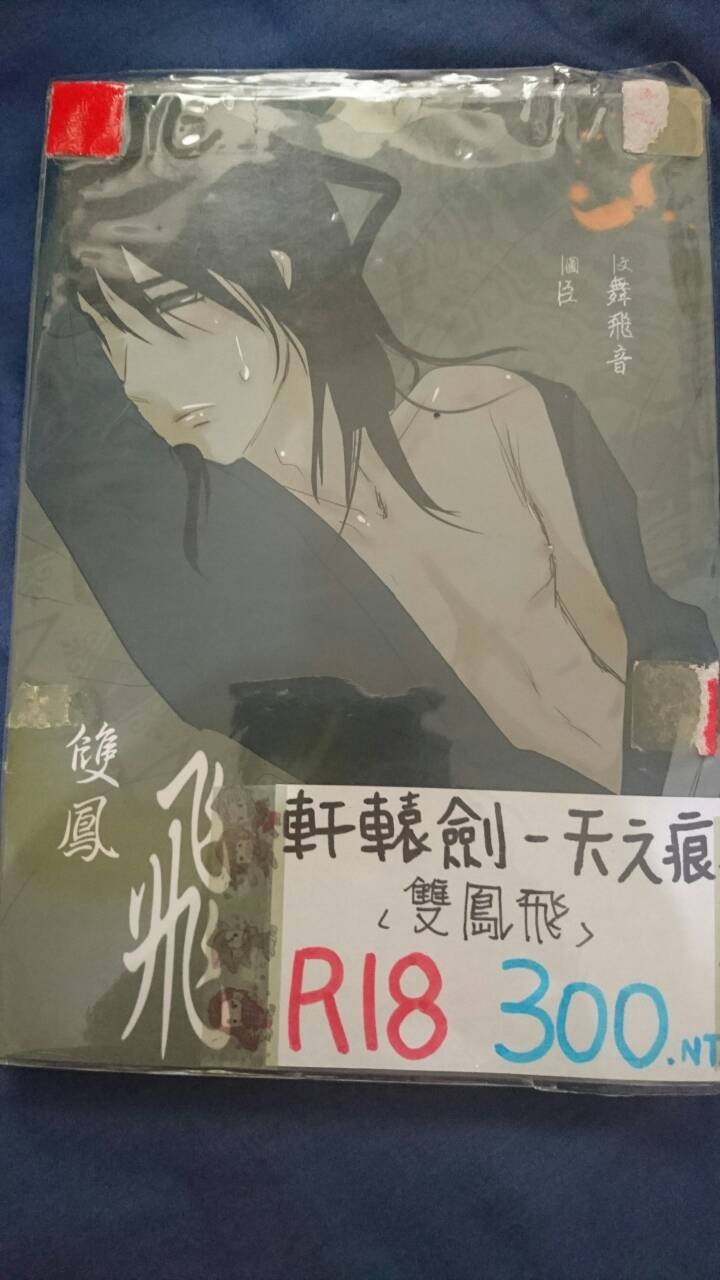 文 舞飛音
圖 臣
雙鳳
飛
軒轅劍-天之痕
〈雙鳳飛〉
R18 300.NT